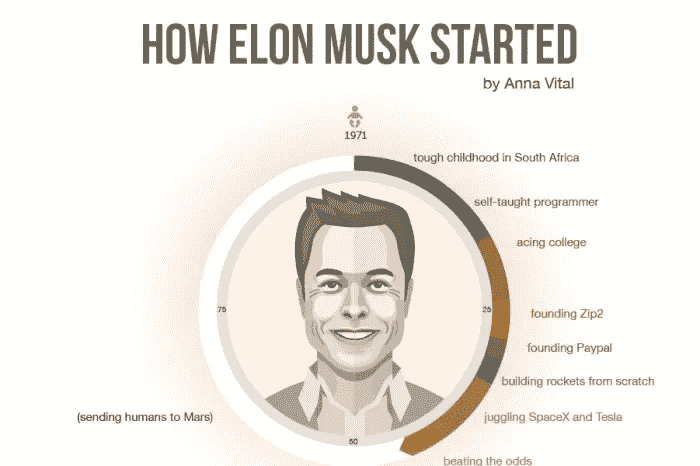 HOW ELON MUSK STARTED
by Anna Vital
1971
tough childhood in South Africa
self-taught programmer
acing college
75
25
founding Zip2
founding Paypal
building rockets from scratch
(sending humans to Mars)
juggling SpaceX and Tesla
50
beating the odds